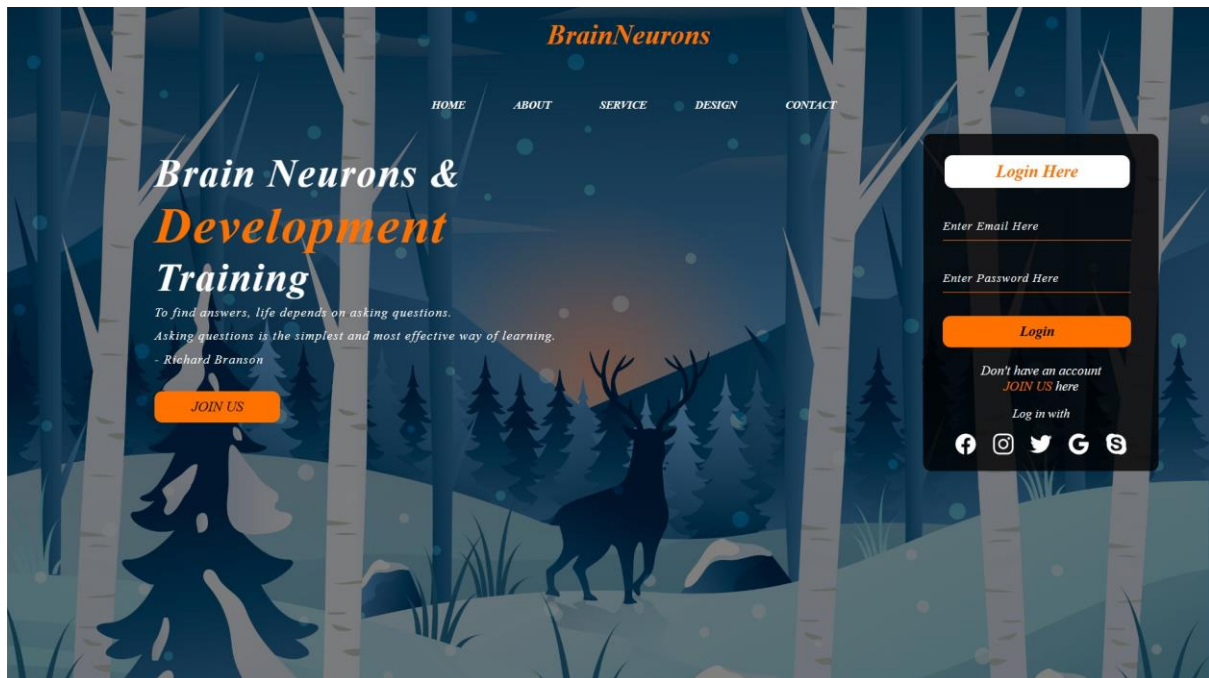 BrainNeurons
HOME ABOUT SERVICE DESIGN CONTACT
Brain Neurons &
Development
Training
To find answers, life depends on asking questions.
Asking questions is the simplest and most effective way of learning.
- Richard Branson
JOIN US
Login Here
Enter Email Here
Enter Password Here
Login
Don't have an account
JOIN US here
Log in with